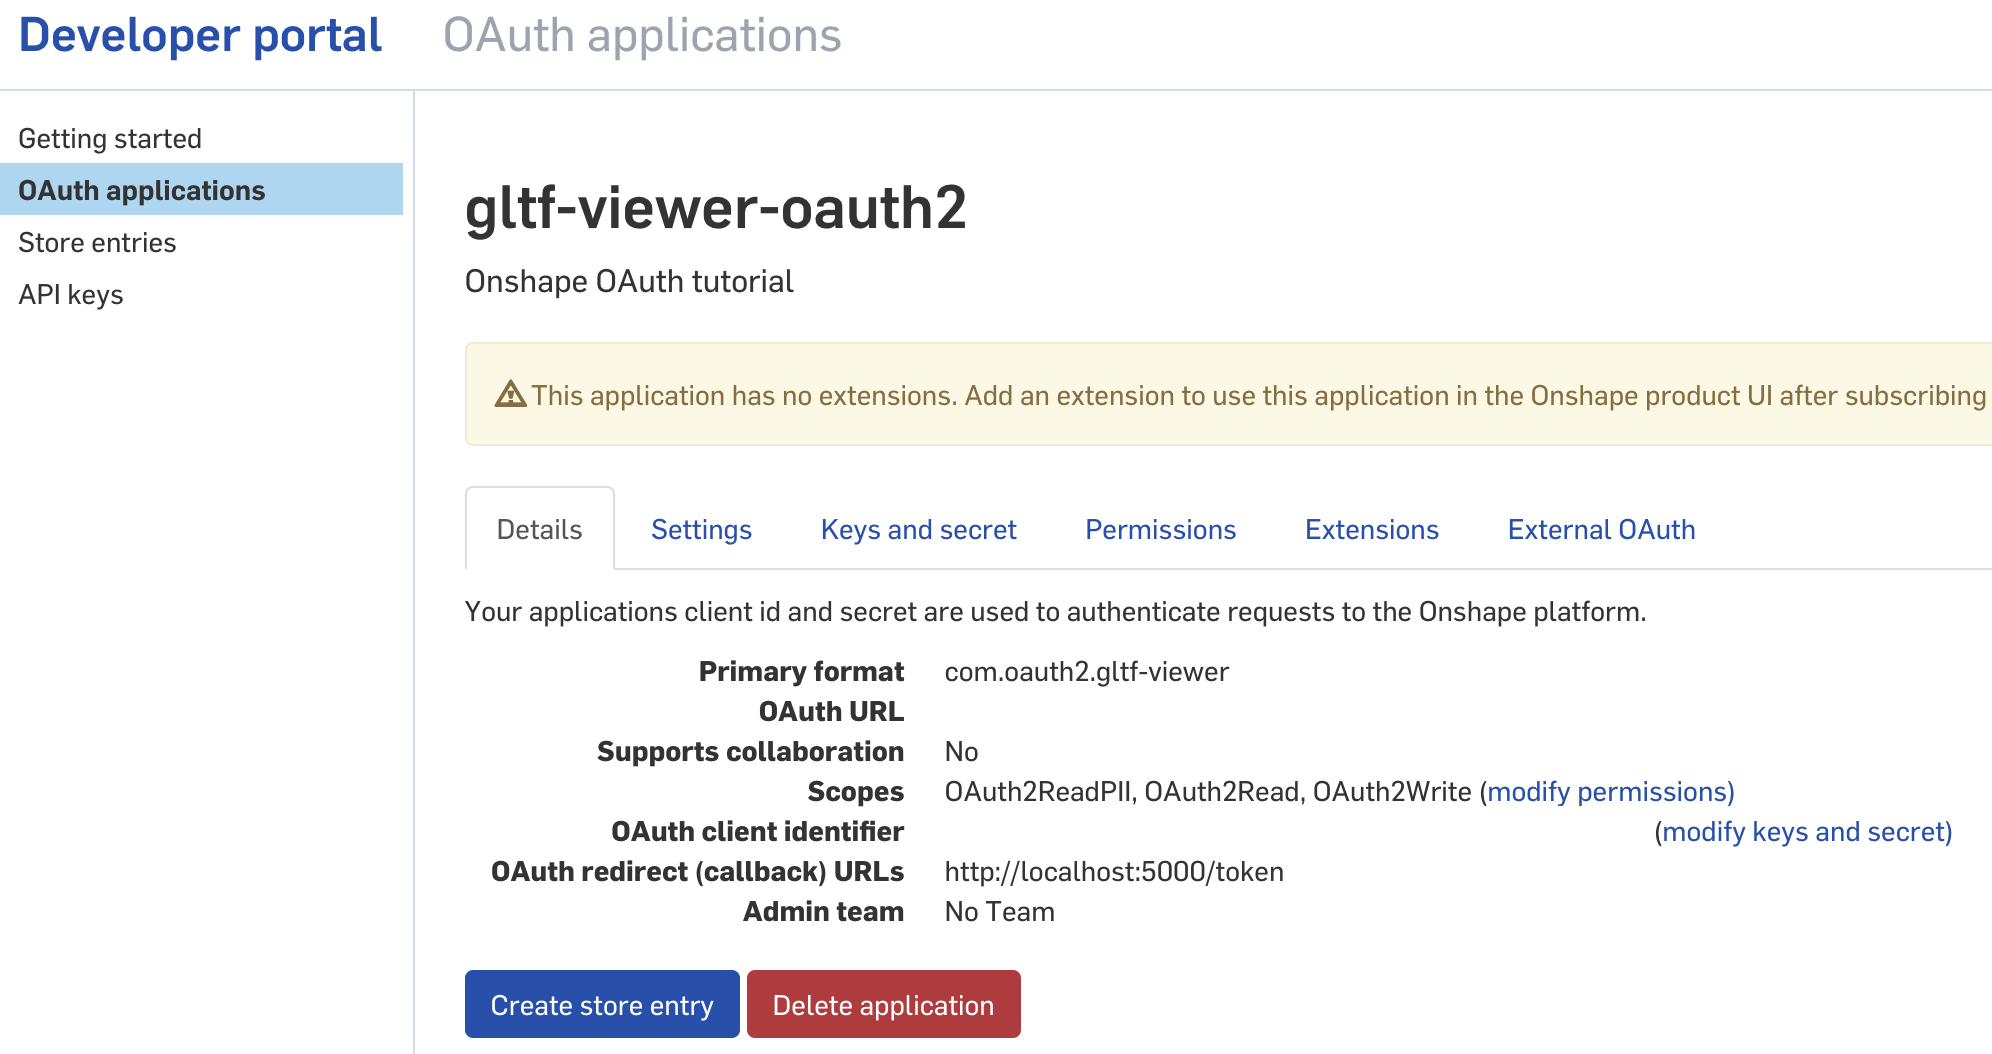 Developer portal OAuth applications
Getting started
OAuth applications
Store entries
API keys
gltf-viewer-oauth2
Onshape OAuth tutorial
This application has no extensions. Add an extension to use this application in the Onshape product UI after subscribing
Details Settings Keys and secret Permissions Extensions External OAuth
Your applications client id and secret are used to authenticate requests to the Onshape platform.
Primary format com.oauth2.gltf-viewer
OAuth URL
Supports collaboration No
Scopes OAuth2ReadPII, OAuth2Read, OAuth2Write (modify permissions)
OAuth client identifier (modify keys and secret)
OAuth redirect (callback) URLs http://localhost:5000/token
Admin team No Team
Create store entry Delete application